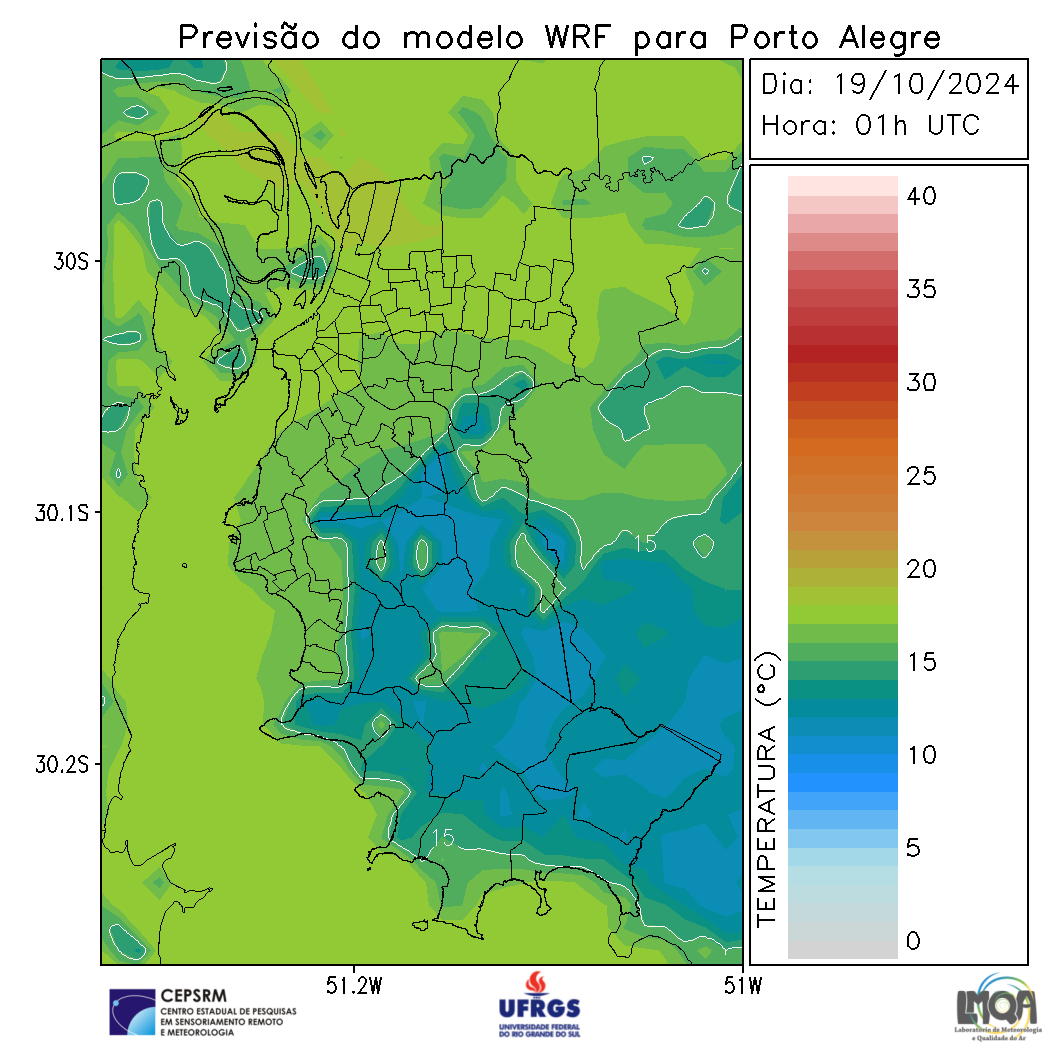 Previsão do modelo WRF para Porto Alegre
Dia: 19/10/2024
Hora: 01h UTC
40
35
30
25
20
15
10
5
0
TEMPERATURA (°C)
30S
30.1S
30.2S
15
15
51.2W
51W
CEPSRM
CENTRO ESTADUAL DE PESQUISAS
EM SENSORIAMENTO REMOTO
E METEOROLOGIA
UFRGS
UNIVERSIDADE FEDERAL
DO RIO GRANDE DO SUL
LMQA
Laboratório de Meteorologia
e Qualidade do Ar